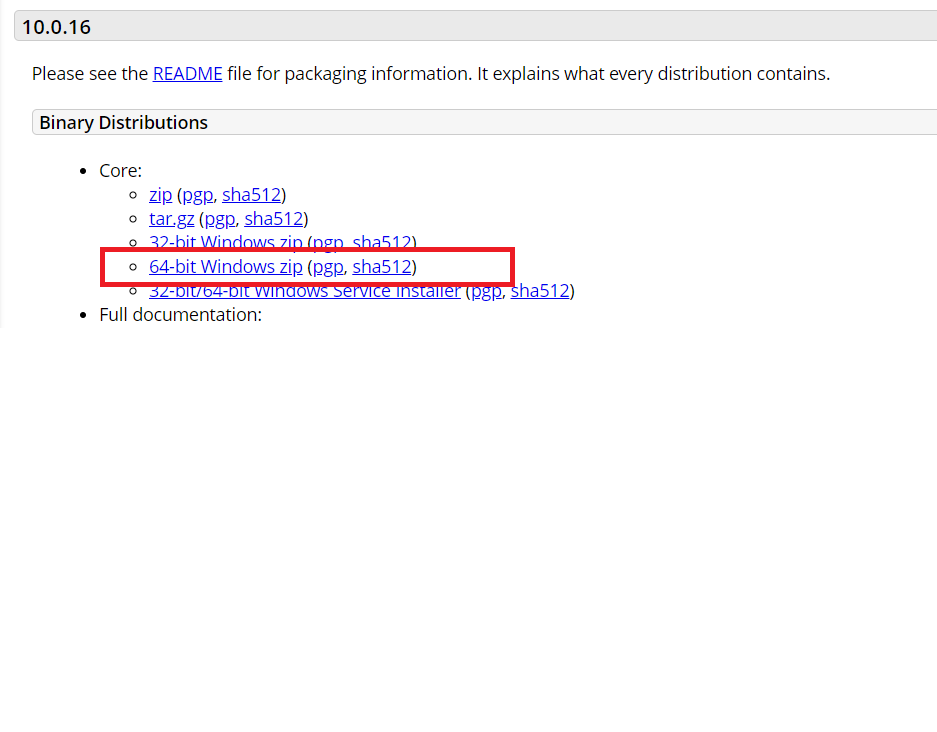 10.0.16
Please see the README file for packaging information. It explains what every distribution contains.
Binary Distributions
Core:
zip (pgp, sha512)
tar.gz (pgp, sha512)
32-bit Windows zip (pgp, sha512)
64-bit Windows zip (pgp, sha512)
32-bit/64-bit Windows Service Installer (pgp, sha512)
Full documentation: